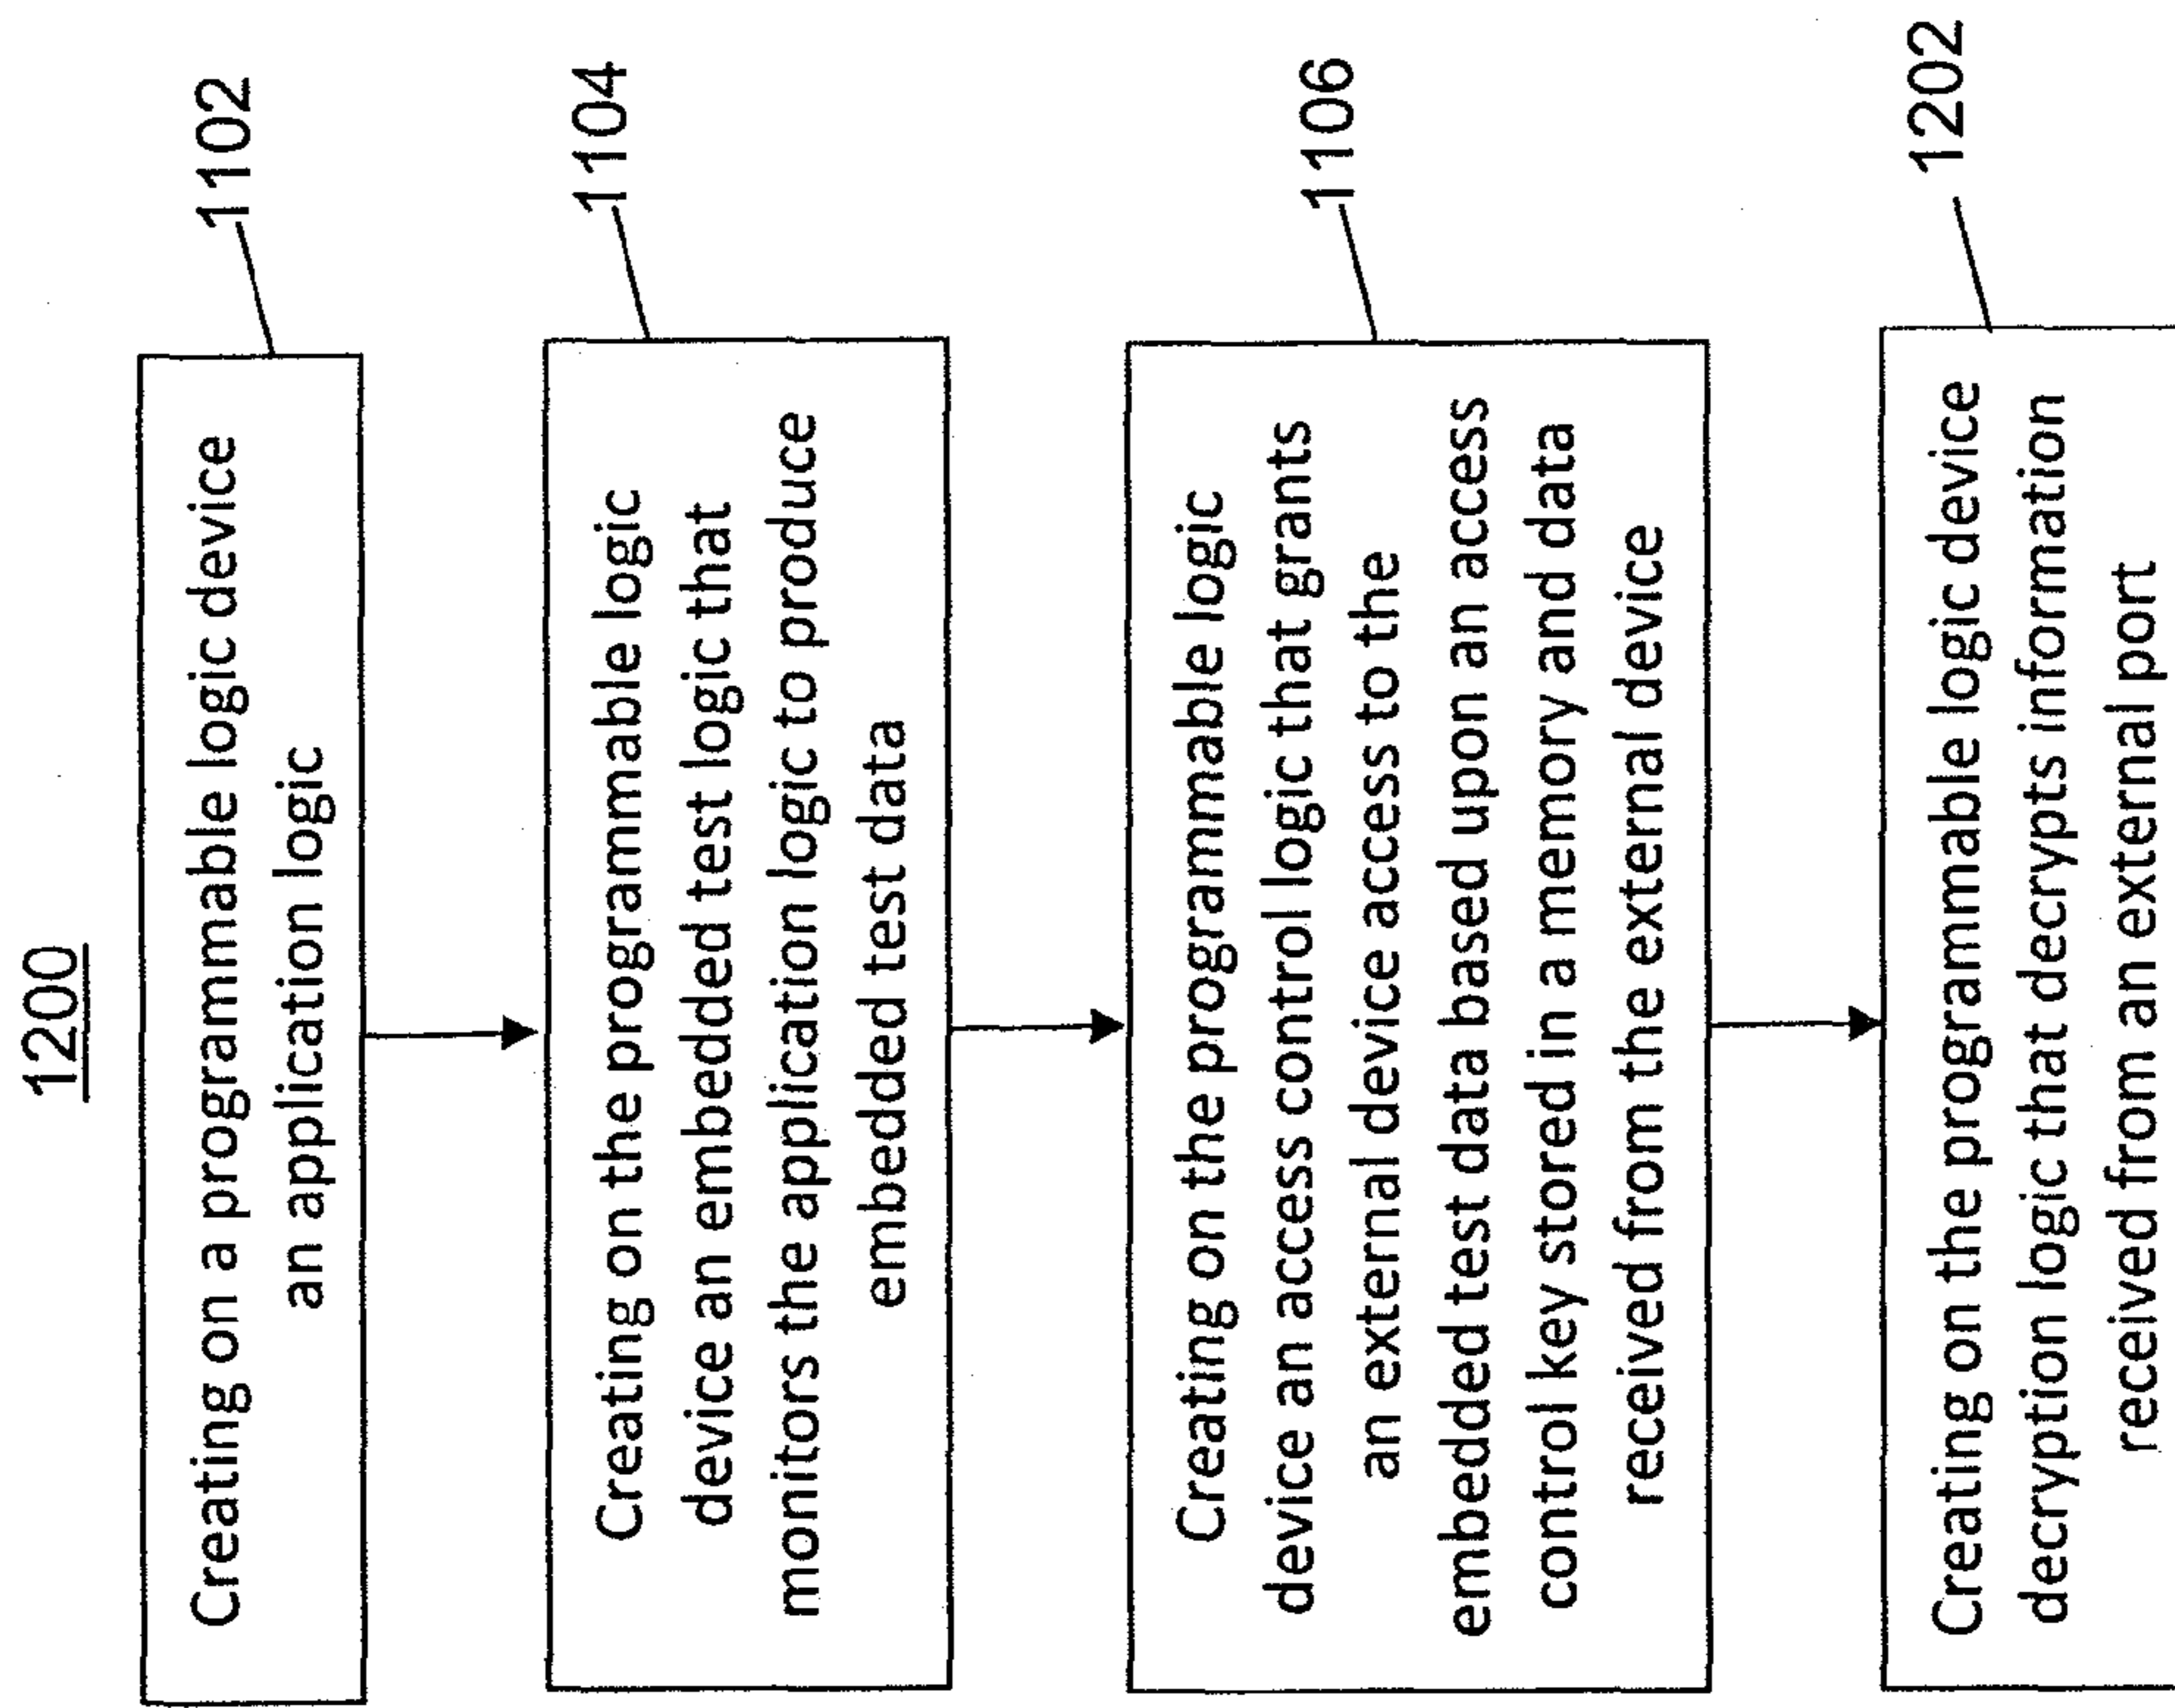 1200
Creating on a programmable logic device
an application logic
1102
Creating on the programmable logic
device an embedded test logic that
monitors the application logic to produce
embedded test data
1104
Creating on the programmable logic
device an access control logic that grants
an external device access to the
embedded test data based upon an access
control key stored in a memory and data
received from the external device
1106
Creating on the programmable logic device
decryption logic that decrypts information
received from an external port
1202